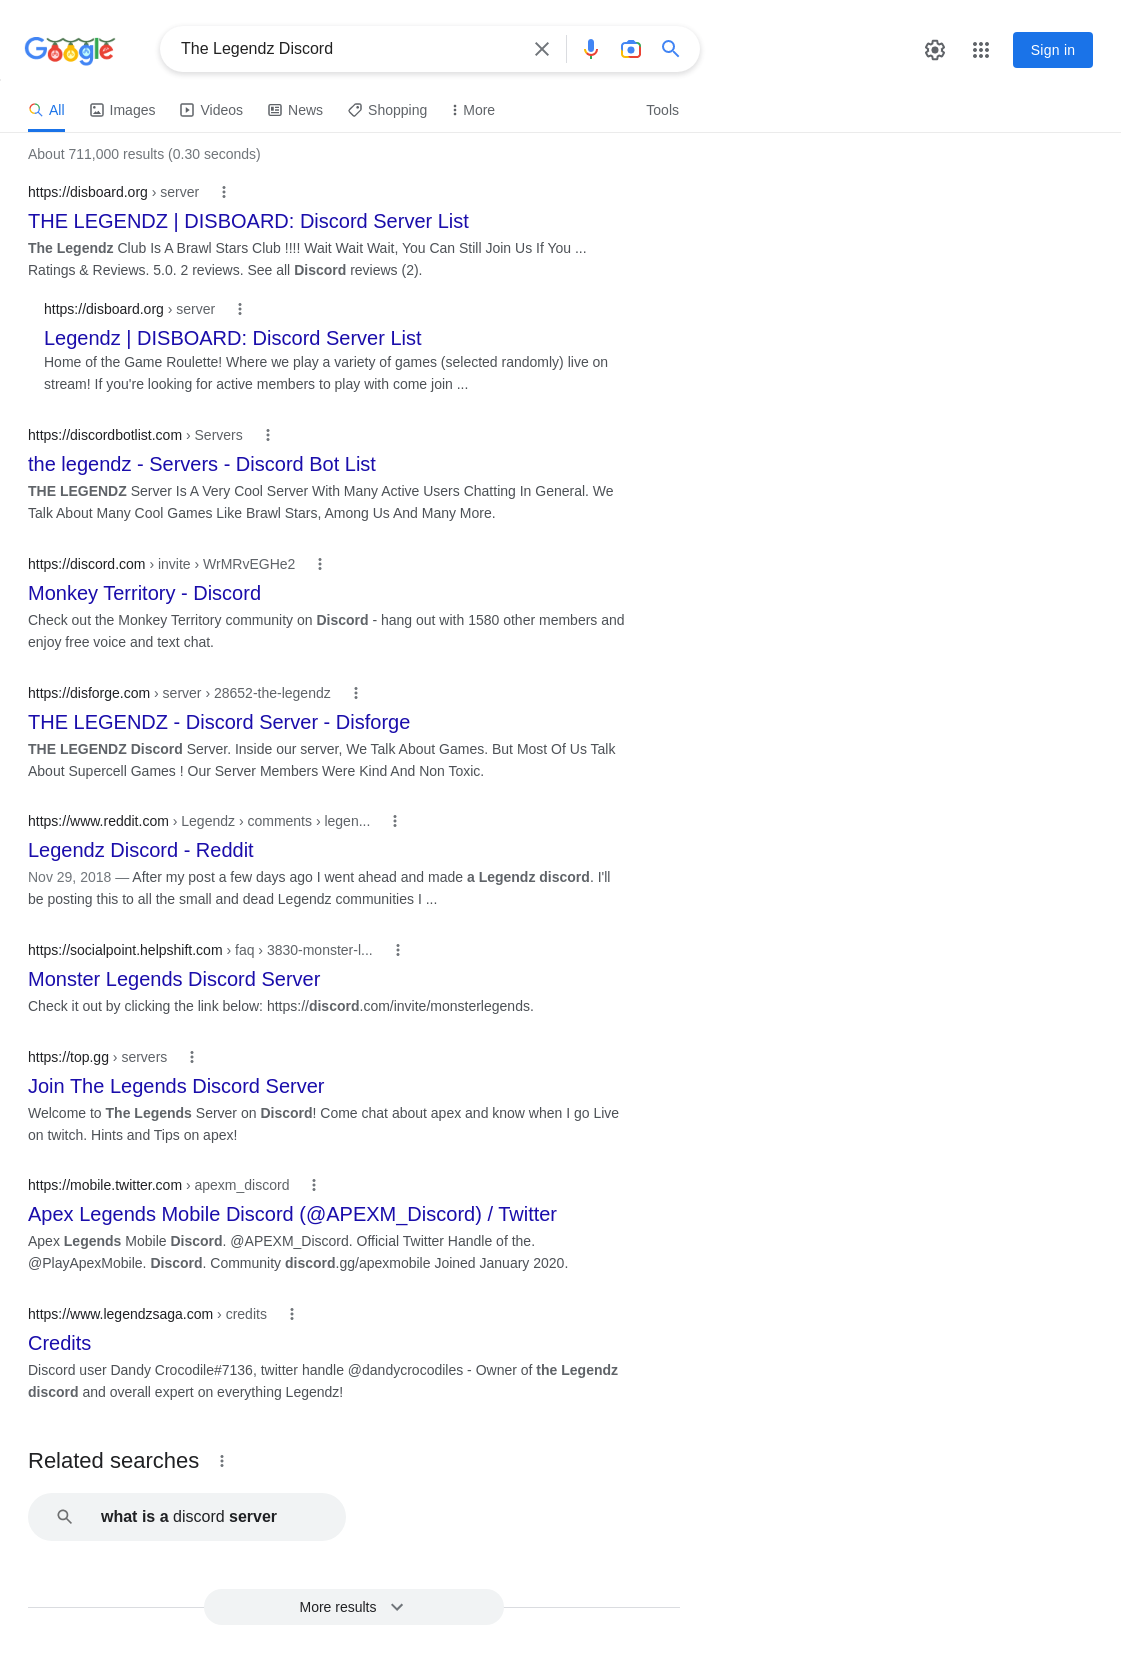 Google
The Legendz Discord
Sign in
All
Images
Videos
News
Shopping
More
Tools
About 711,000 results (0.30 seconds)
https://disboard.org › server
THE LEGENDZ | DISBOARD: Discord Server List
The Legendz Club Is A Brawl Stars Club !!!! Wait Wait Wait, You Can Still Join Us If You ...
Ratings & Reviews. 5.0. 2 reviews. See all Discord reviews (2).
https://disboard.org › server
Legendz | DISBOARD: Discord Server List
Home of the Game Roulette! Where we play a variety of games (selected randomly) live on
stream! If you're looking for active members to play with come join ...
https://discordbotlist.com › Servers
the legendz - Servers - Discord Bot List
THE LEGENDZ Server Is A Very Cool Server With Many Active Users Chatting In General. We
Talk About Many Cool Games Like Brawl Stars, Among Us And Many More.
https://discord.com › invite › WrMRvEGHe2
Monkey Territory - Discord
Check out the Monkey Territory community on Discord - hang out with 1580 other members and
enjoy free voice and text chat.
https://disforge.com › server › 28652-the-legendz
THE LEGENDZ - Discord Server - Disforge
THE LEGENDZ Discord Server. Inside our server, We Talk About Games. But Most Of Us Talk
About Supercell Games ! Our Server Members Were Kind And Non Toxic.
https://www.reddit.com › Legendz › comments › legen...
Legendz Discord - Reddit
Nov 29, 2018 — After my post a few days ago I went ahead and made a Legendz discord. I'll
be posting this to all the small and dead Legendz communities I ...
https://socialpoint.helpshift.com › faq › 3830-monster-l...
Monster Legends Discord Server
Check it out by clicking the link below: https://discord.com/invite/monsterlegends.
https://top.gg › servers
Join The Legends Discord Server
Welcome to The Legends Server on Discord! Come chat about apex and know when I go Live
on twitch. Hints and Tips on apex!
https://mobile.twitter.com › apexm_discord
Apex Legends Mobile Discord (@APEXM_Discord) / Twitter
Apex Legends Mobile Discord. @APEXM_Discord. Official Twitter Handle of the.
@PlayApexMobile. Discord. Community discord.gg/apexmobile Joined January 2020.
https://www.legendzsaga.com › credits
Credits
Discord user Dandy Crocodile#7136, twitter handle @dandycrocodiles - Owner of the Legendz
discord and overall expert on everything Legendz!
Related searches
what is a discord server
More results